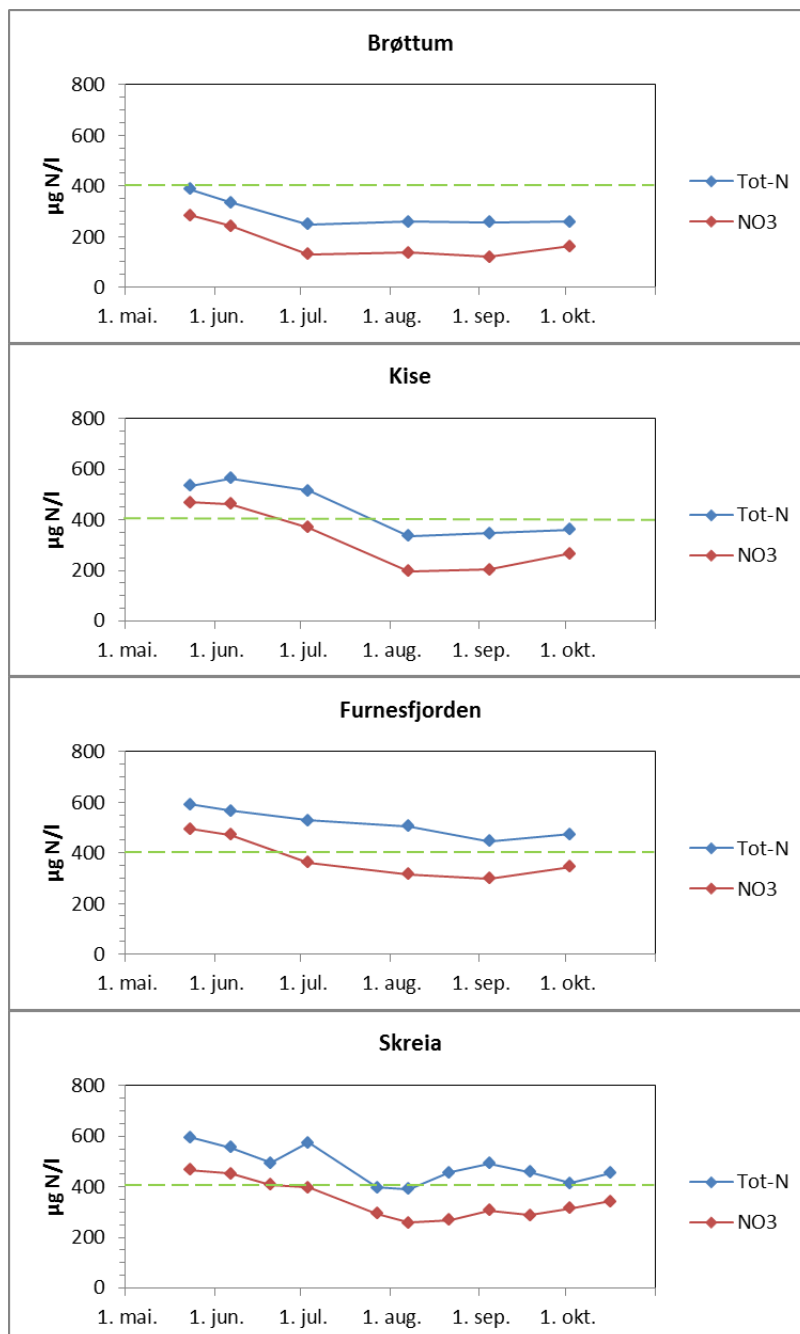 Brøttum
800
600
400
200
0
µg N/l
1. mai. 1. jun. 1. jul. 1. aug. 1. sep. 1. okt.
Tot-N
NO3
Kise
800
600
400
200
0
µg N/l
1. mai. 1. jun. 1. jul. 1. aug. 1. sep. 1. okt.
Tot-N
NO3
Furnesfjorden
800
600
400
200
0
µg N/l
1. mai. 1. jun. 1. jul. 1. aug. 1. sep. 1. okt.
Tot-N
NO3
Skreia
800
600
400
200
0
µg N/l
1. mai. 1. jun. 1. jul. 1. aug. 1. sep. 1. okt.
Tot-N
NO3